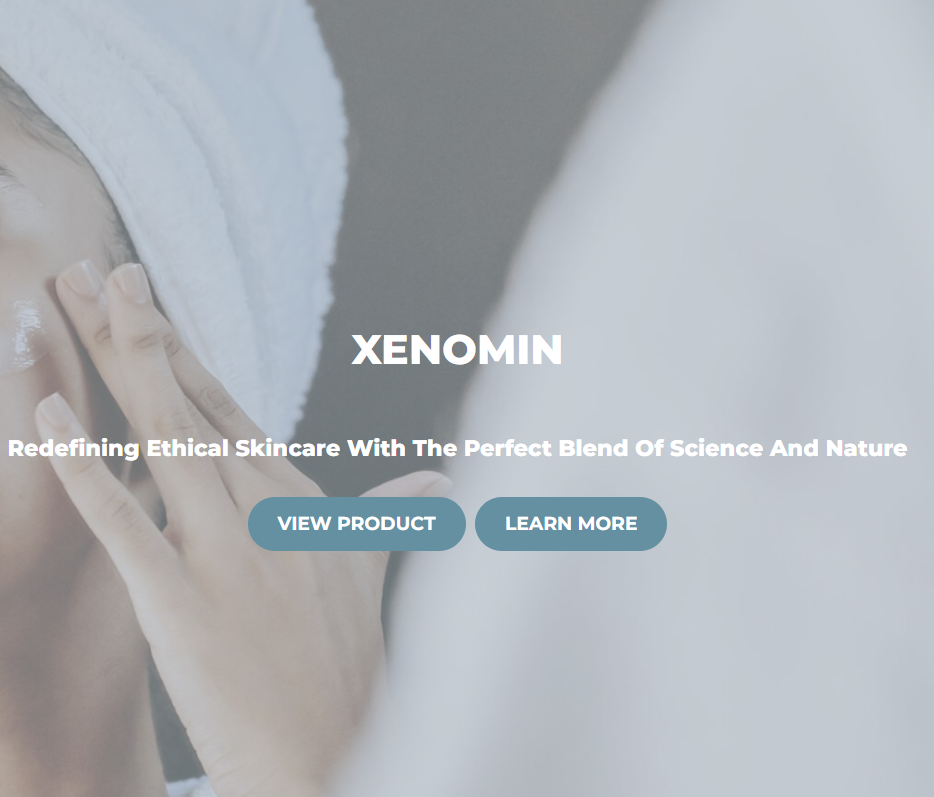 XENOMIN
Redefining Ethical Skincare With The Perfect Blend Of Science And Nature
VIEW PRODUCT
LEARN MORE